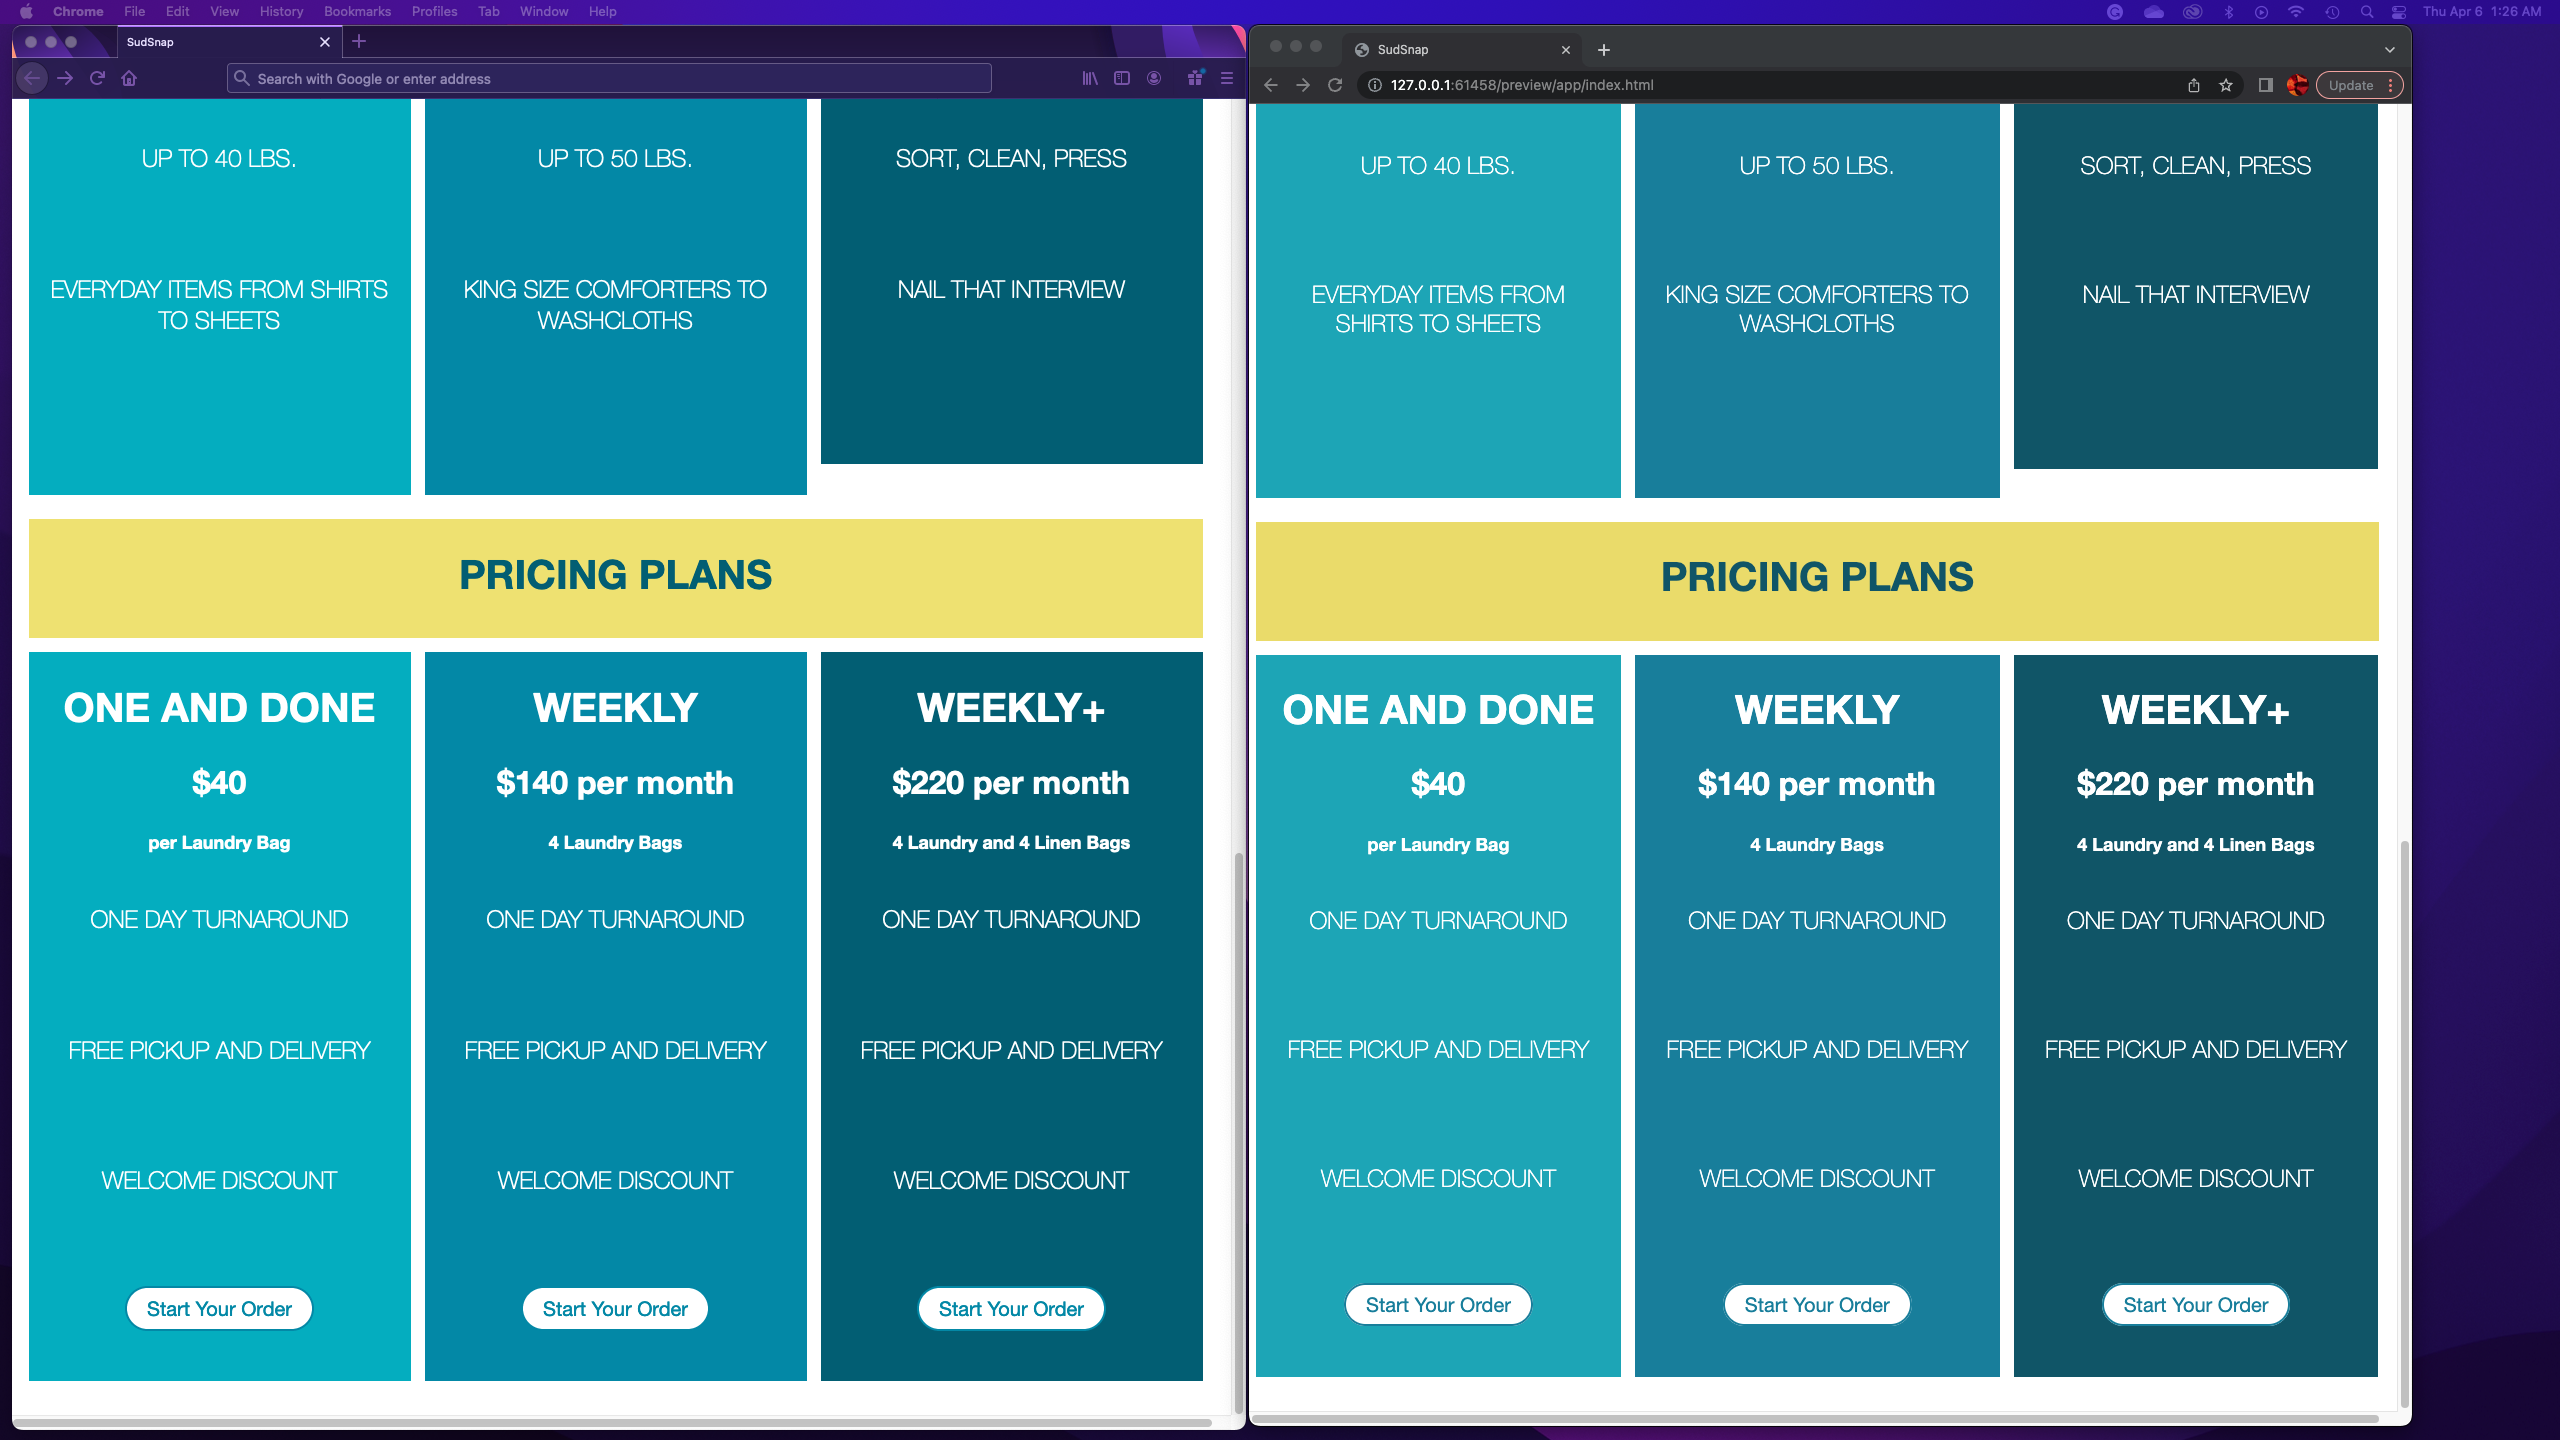 Chrome File Edit View History Bookmarks Profiles Tab Window Help
Thu Apr 6 1:26 AM
SudSnap
Search with Google or enter address
UP TO 40 LBS.
UP TO 50 LBS.
SORT, CLEAN, PRESS
EVERYDAY ITEMS FROM SHIRTS
TO SHEETS
KING SIZE COMFORTERS TO
WASHCLOTHS
NAIL THAT INTERVIEW
PRICING PLANS
ONE AND DONE
$40
per Laundry Bag
ONE DAY TURNAROUND
FREE PICKUP AND DELIVERY
WELCOME DISCOUNT
Start Your Order
WEEKLY
$140 per month
4 Laundry Bags
ONE DAY TURNAROUND
FREE PICKUP AND DELIVERY
WELCOME DISCOUNT
Start Your Order
WEEKLY+
$220 per month
4 Laundry and 4 Linen Bags
ONE DAY TURNAROUND
FREE PICKUP AND DELIVERY
WELCOME DISCOUNT
Start Your Order
SudSnap
127.0.0.1:61458/preview/app/index.html
Update
UP TO 40 LBS.
UP TO 50 LBS.
SORT, CLEAN, PRESS
EVERYDAY ITEMS FROM
SHIRTS TO SHEETS
KING SIZE COMFORTERS TO
WASHCLOTHS
NAIL THAT INTERVIEW
PRICING PLANS
ONE AND DONE
$40
per Laundry Bag
ONE DAY TURNAROUND
FREE PICKUP AND DELIVERY
WELCOME DISCOUNT
Start Your Order
WEEKLY
$140 per month
4 Laundry Bags
ONE DAY TURNAROUND
FREE PICKUP AND DELIVERY
WELCOME DISCOUNT
Start Your Order
WEEKLY+
$220 per month
4 Laundry and 4 Linen Bags
ONE DAY TURNAROUND
FREE PICKUP AND DELIVERY
WELCOME DISCOUNT
Start Your Order